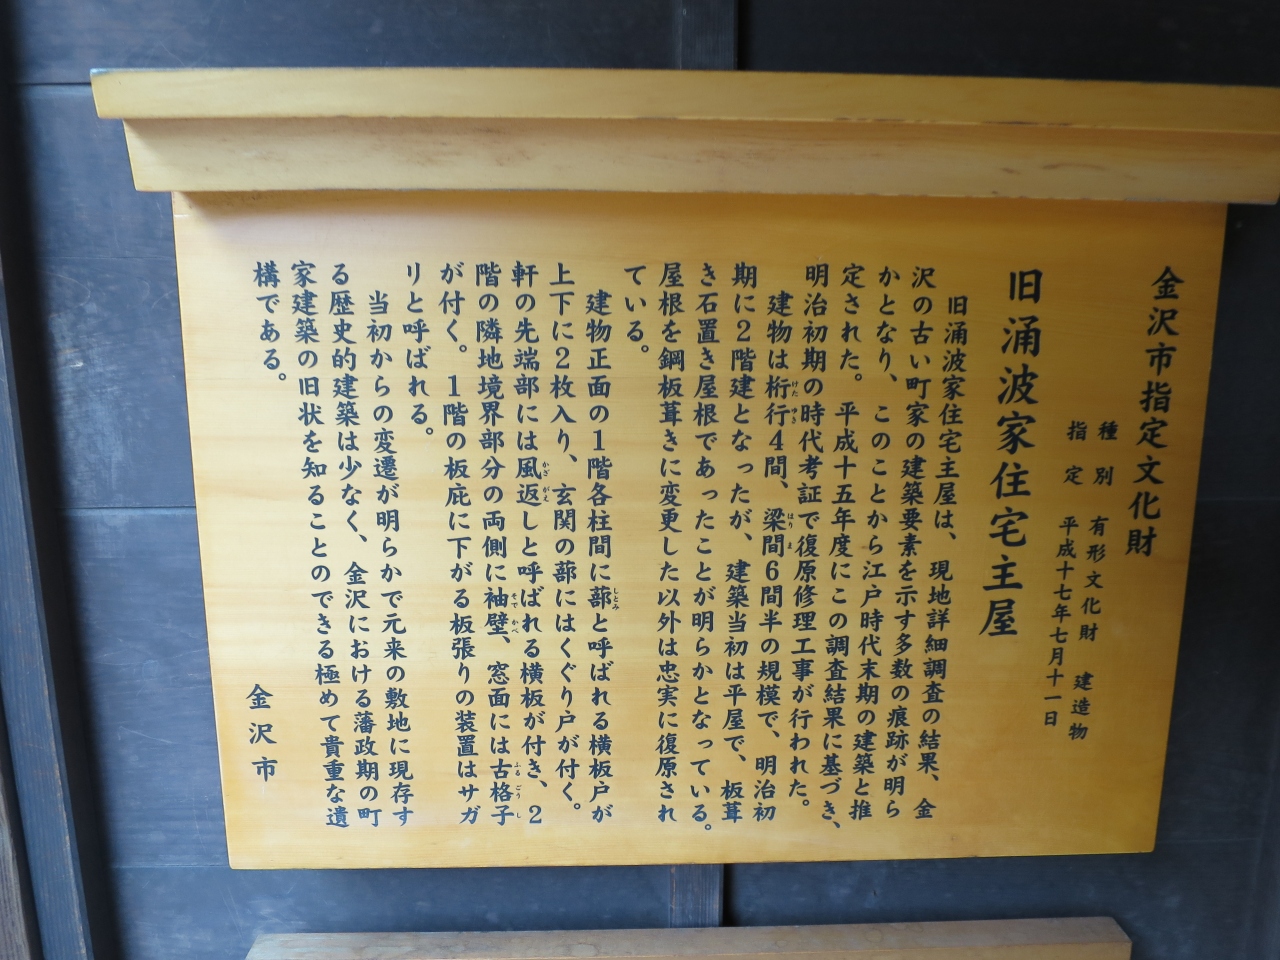 金沢市指定文化財
種別 有形文化財 建造物
指定 平成十七年七月十一日
旧涌波家住宅主屋
旧涌波家住宅主屋は、現地詳細調査の結果、金
沢の古い町家の建築要素を示す多数の痕跡が明ら
かとなり、このことから江戸時代末期の建築と推
定された。平成十五年度にこの調査結果に基づき、
明治初期の時代考証で復原修理工事が行われた。
建物は桁行4間、梁間6間半の規模で、明治初
期に2階建となったが、建築当初は平屋で、板葺
き石置き屋根であったことが明らかとなっている。
屋根を鋼板葺きに変更した以外は忠実に復原され
ている。
建物正面の1階各柱間に蔀と呼ばれる横板戸が
上下に2枚入り、玄関の蔀にはくぐり戸が付く。
軒の先端部には風返しと呼ばれる横板が付き、2
階の隣地境界部分の両側に袖壁、窓面には古格子
が付く。1階の板庇に下がる板張りの装置はサガ
リと呼ばれる。
当初からの変遷が明らかで元来の敷地に現存す
る歴史的建築は少なく、金沢における藩政期の町
家建築の旧状を知ることのできる極めて貴重な遺
構である。
金沢市